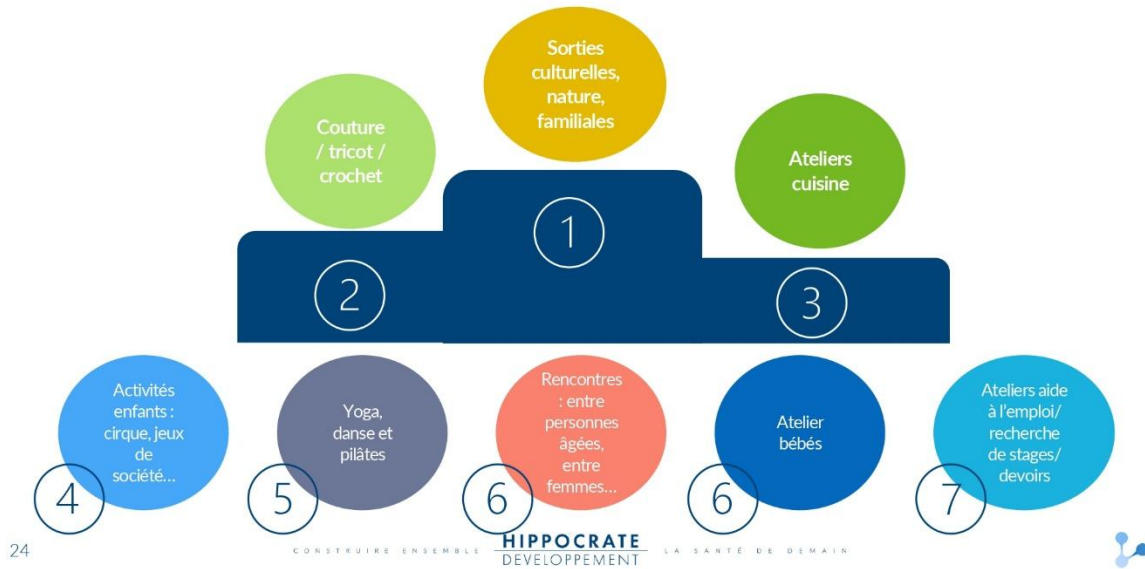 Sorties
culturelles,
nature,
familiales
Couture
/ tricot /
crochet
Ateliers
cuisine
1
2
3
Activités
enfants :
cirque, jeux
de
société...
4
Yoga,
danse et
pilâtes
5
Rencontres
: entre
personnes
âgées,
entre
femmes...
6
Atelier
bébés
6
Ateliers aide
à l'emploi/
recherche
de stages/
devoirs
7
24
CONSTRUIRE ENSEMBLE
HIPPOCRATE
DEVELOPPEMENT
LA SANTÉ DE DEMAIN